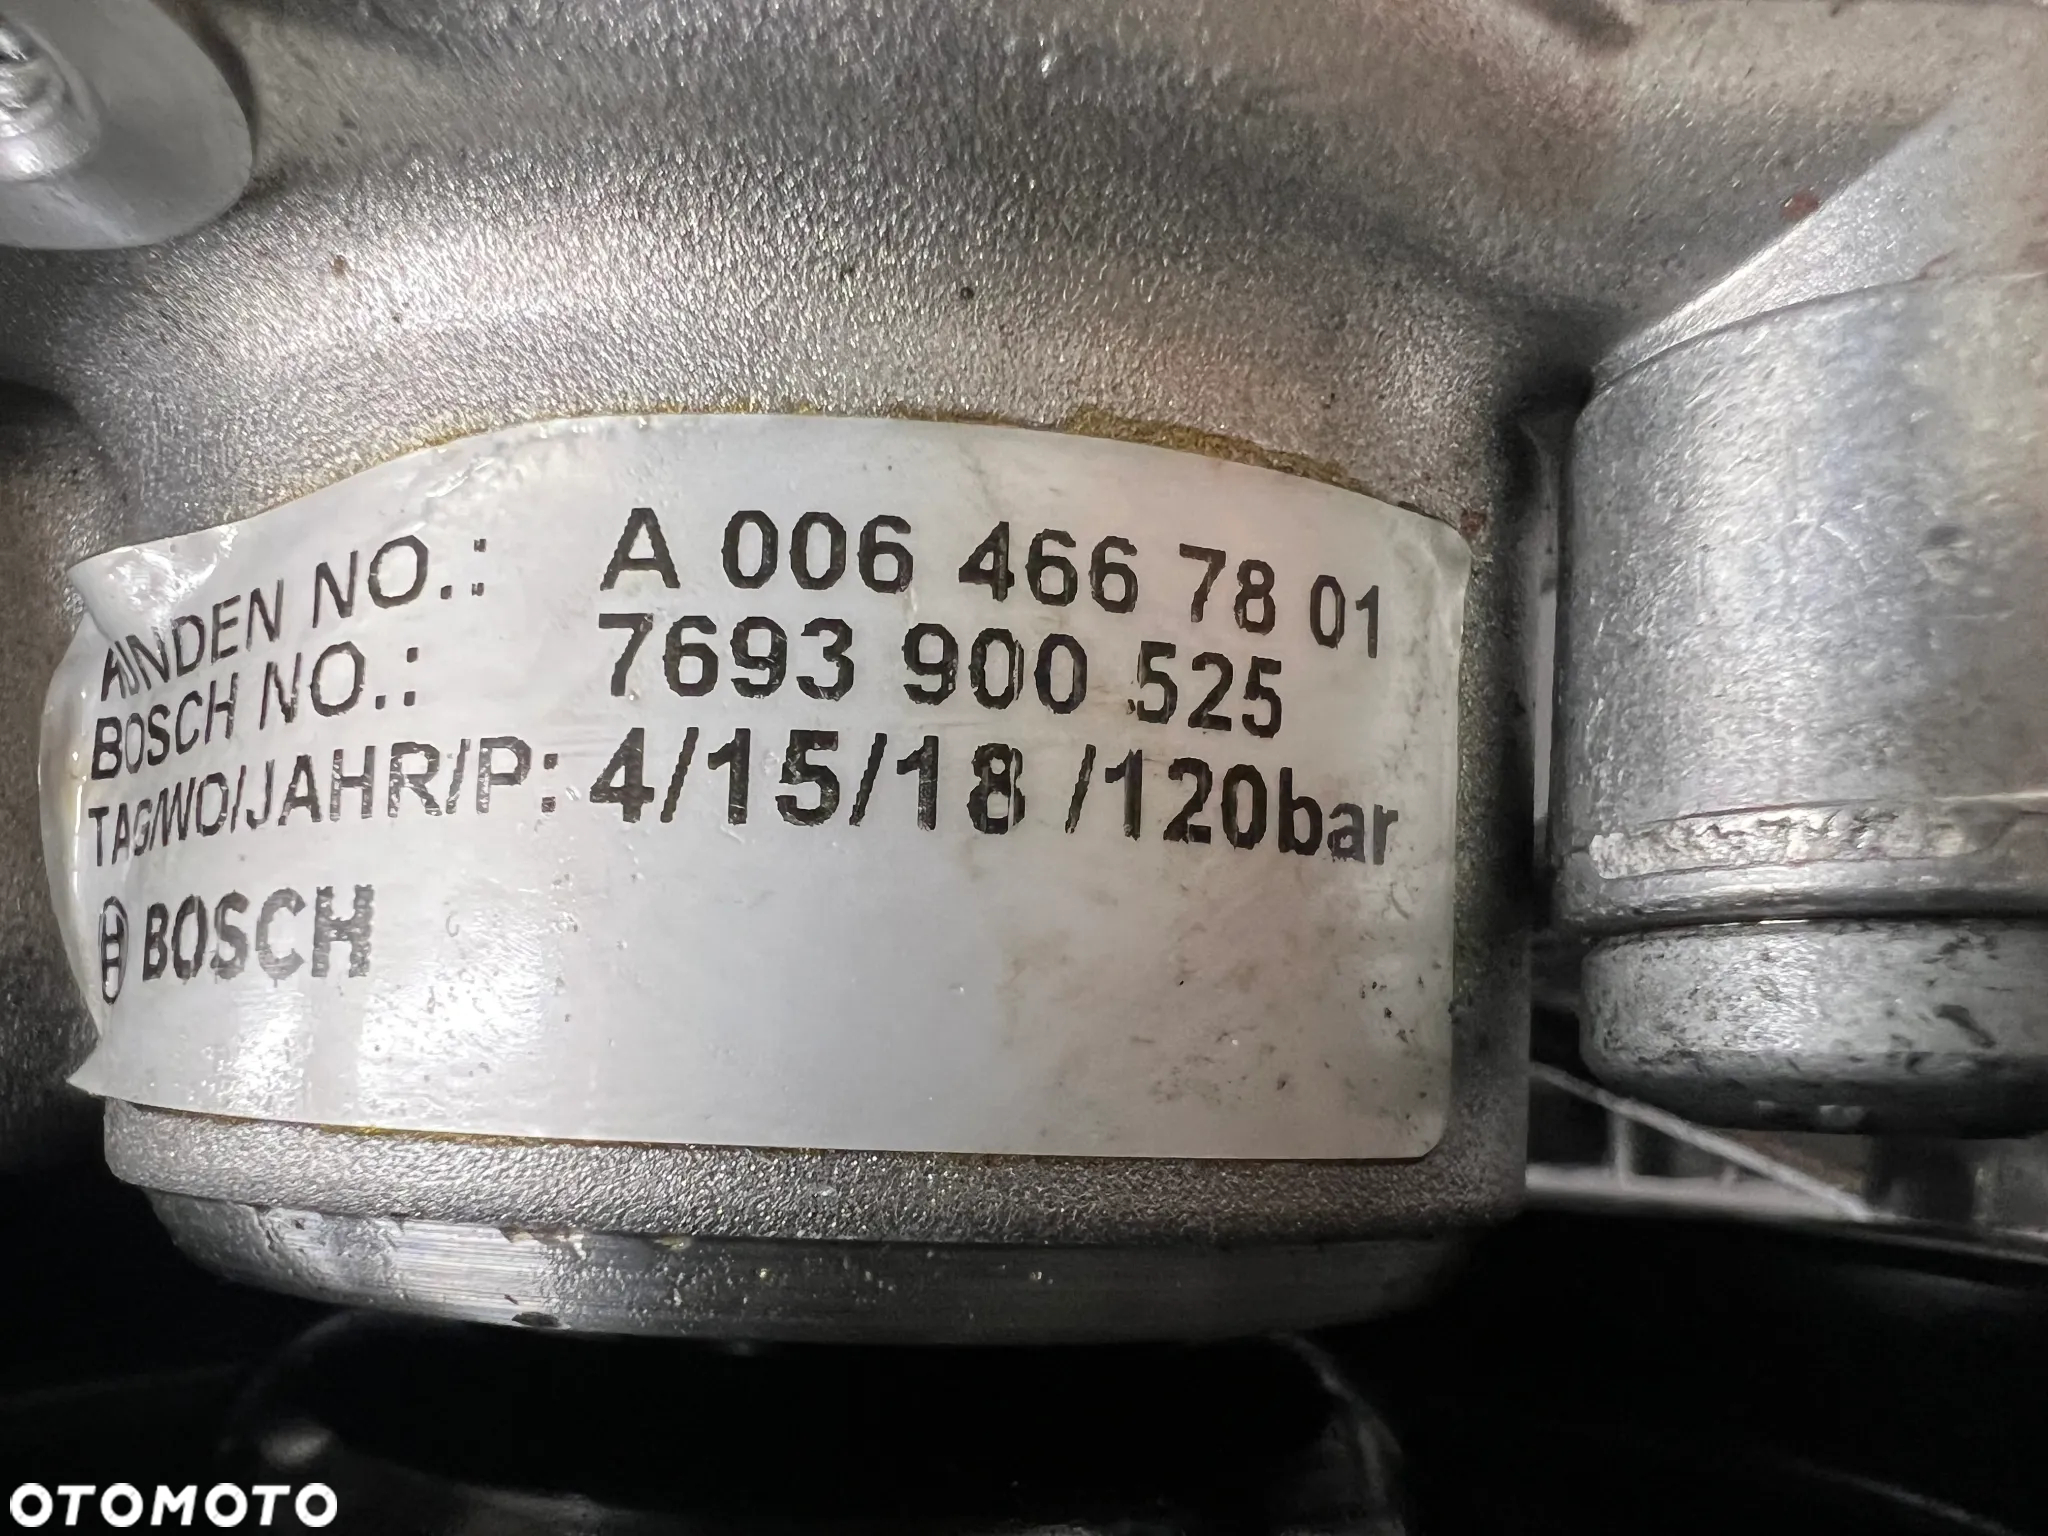 KUNDEN NO.: A 006 466 78 01
BOSCH NO.: 7693 900 525
TAG/WO/JAHR/P: 4/15/18 /120bar
BOSCH
OTOMOTO